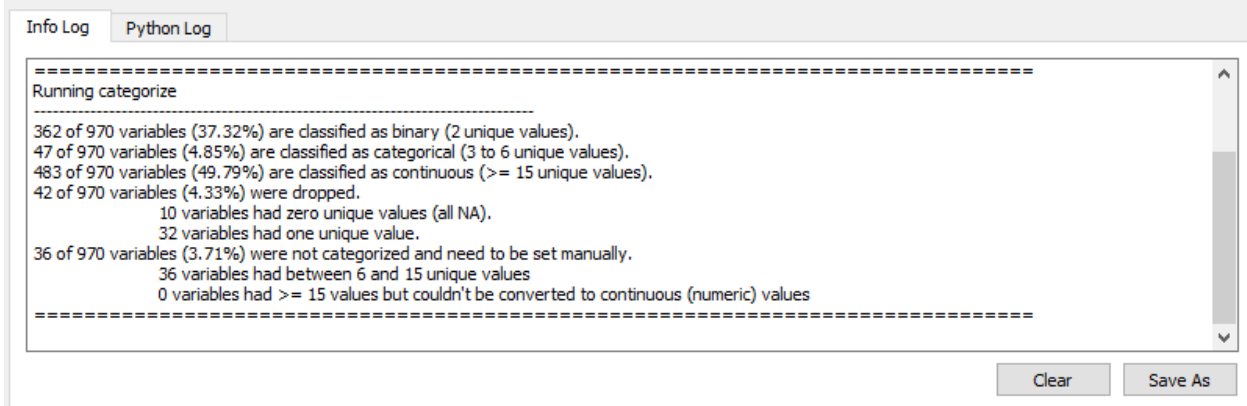 Info Log
Python Log
================================================================================
Running categorize
--------------------------------------------------------------------------------
362 of 970 variables (37.32%) are classified as binary (2 unique values).
47 of 970 variables (4.85%) are classified as categorical (3 to 6 unique values).
483 of 970 variables (49.79%) are classified as continuous (>= 15 unique values).
42 of 970 variables (4.33%) were dropped.
10 variables had zero unique values (all NA).
32 variables had one unique value.
36 of 970 variables (3.71%) were not categorized and need to be set manually.
36 variables had between 6 and 15 unique values
0 variables had >= 15 values but couldn't be converted to continuous (numeric) values
================================================================================
Clear
Save As